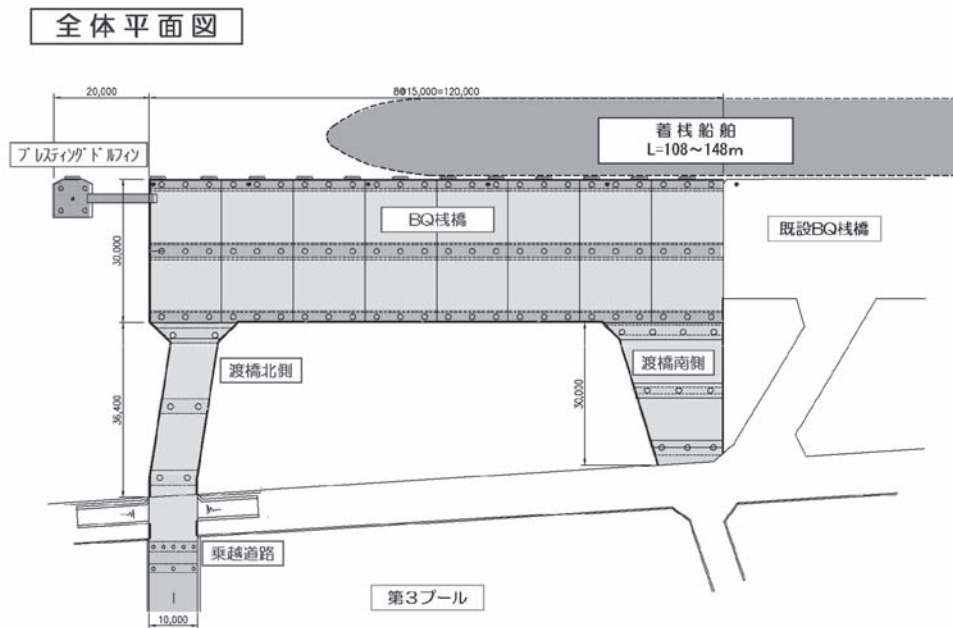 全体平面図
20,000
8@15,000=120,000
着桟船舶
L=108～148m
ブレスティングドルフィン
BQ桟橋
既設BQ桟橋
30,000
渡橋北側
渡橋南側
36,400
30,000
乗越道路
第3プール
10,000